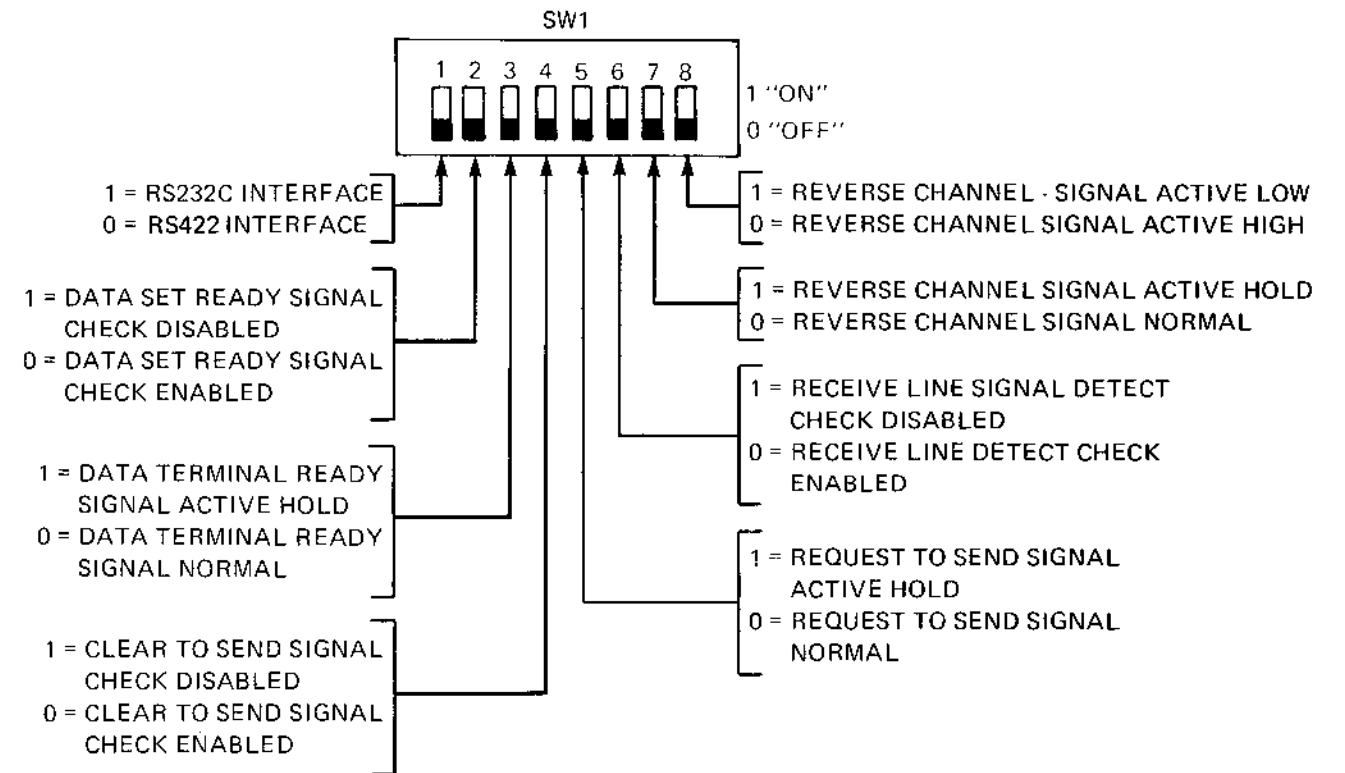 SW1
1 2 3 4 5 6 7 8
1 "ON"
0 "OFF"
1 = RS232C INTERFACE
0 = RS422 INTERFACE
1 = DATA SET READY SIGNAL
CHECK DISABLED
0 = DATA SET READY SIGNAL
CHECK ENABLED
1 = DATA TERMINAL READY
SIGNAL ACTIVE HOLD
0 = DATA TERMINAL READY
SIGNAL NORMAL
1 = CLEAR TO SEND SIGNAL
CHECK DISABLED
0 = CLEAR TO SEND SIGNAL
CHECK ENABLED
1 = REVERSE CHANNEL - SIGNAL ACTIVE LOW
0 = REVERSE CHANNEL SIGNAL ACTIVE HIGH
1 = REVERSE CHANNEL SIGNAL ACTIVE HOLD
0 = REVERSE CHANNEL SIGNAL NORMAL
1 = RECEIVE LINE SIGNAL DETECT
CHECK DISABLED
0 = RECEIVE LINE DETECT CHECK
ENABLED
1 = REQUEST TO SEND SIGNAL
ACTIVE HOLD
0 = REQUEST TO SEND SIGNAL
NORMAL